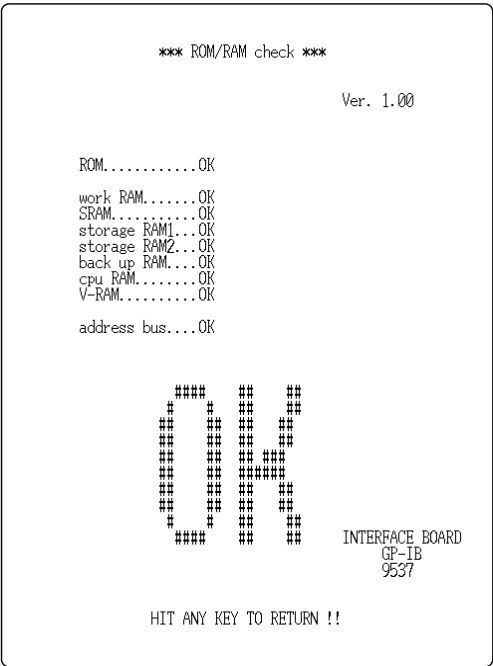 *** ROM/RAM check ***
Ver. 1.00
ROM............OK
work RAM.......OK
SRAM...........OK
storage RAM1...OK
storage RAM2...OK
back up RAM....OK
cpu RAM........OK
V-RAM..........OK
address bus....OK
OK
INTERFACE BOARD
GP-IB
9537
HIT ANY KEY TO RETURN !!